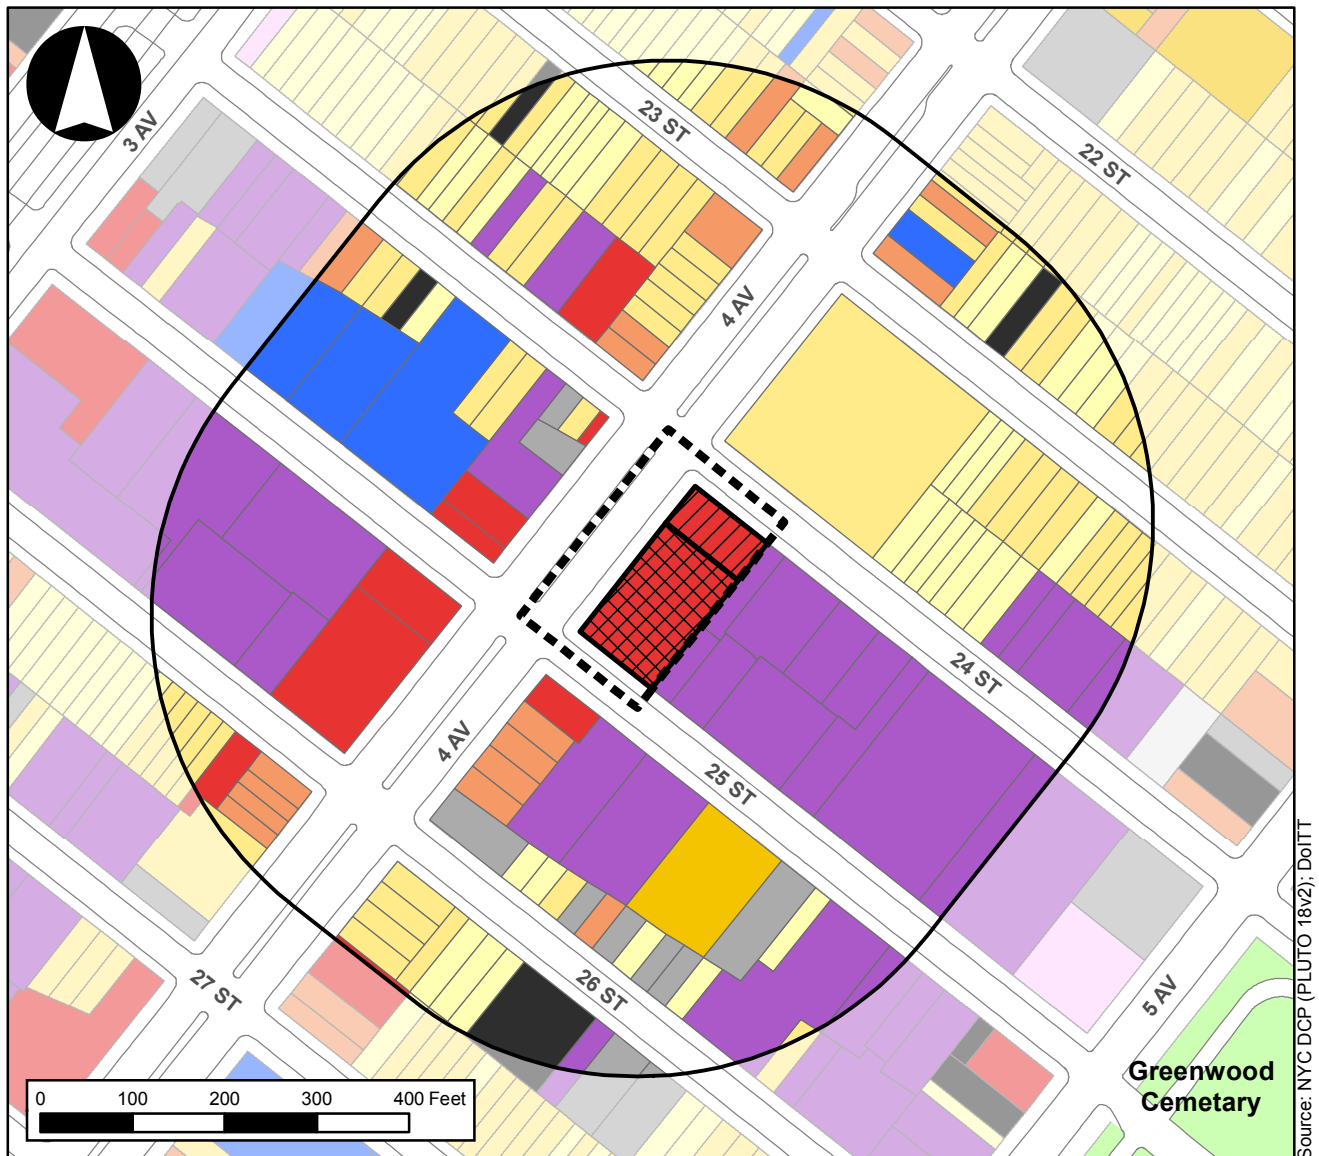 3 AV
23 ST
22 ST
4 AV
24 ST
4 AV
25 ST
26 ST
27 ST
5 AV
Greenwood
Cemetary
0 100 200 300 400 Feet
Source: NYC DCP (PLUTO 18v2); DoITT